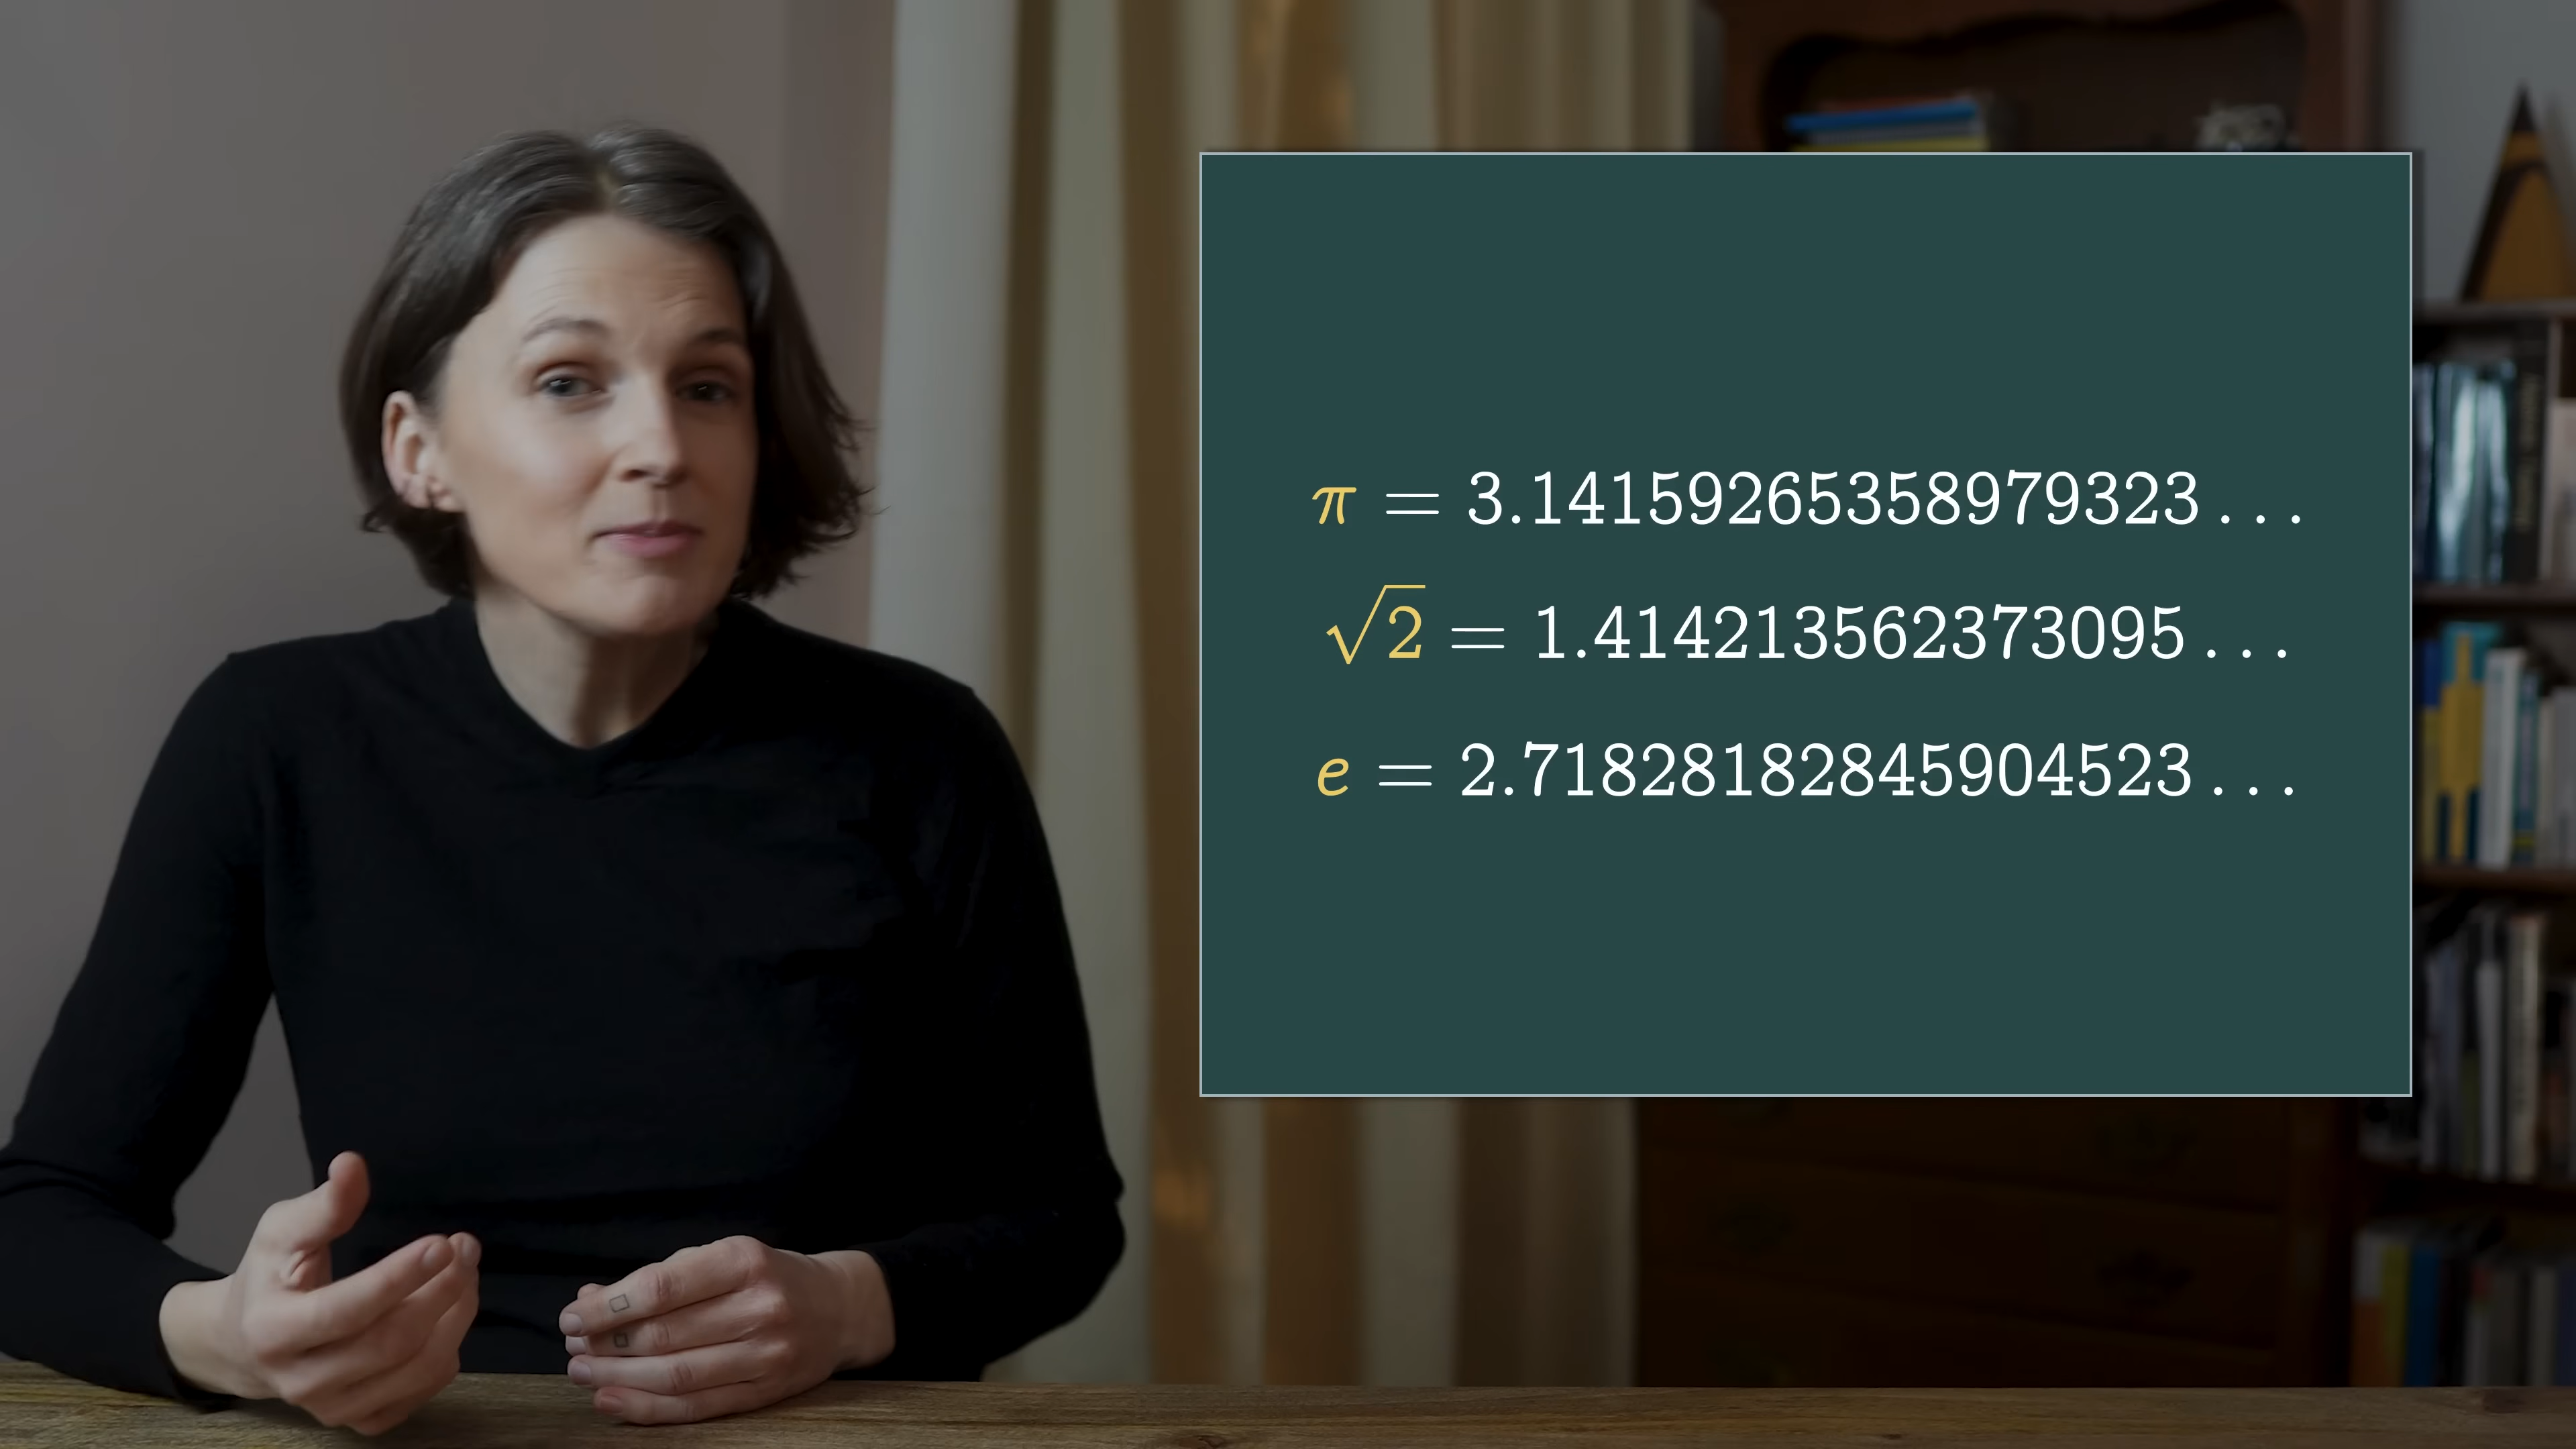 π = 3.14159265358979323...
√2 = 1.414213562373095...
e = 2.71828182845904523...